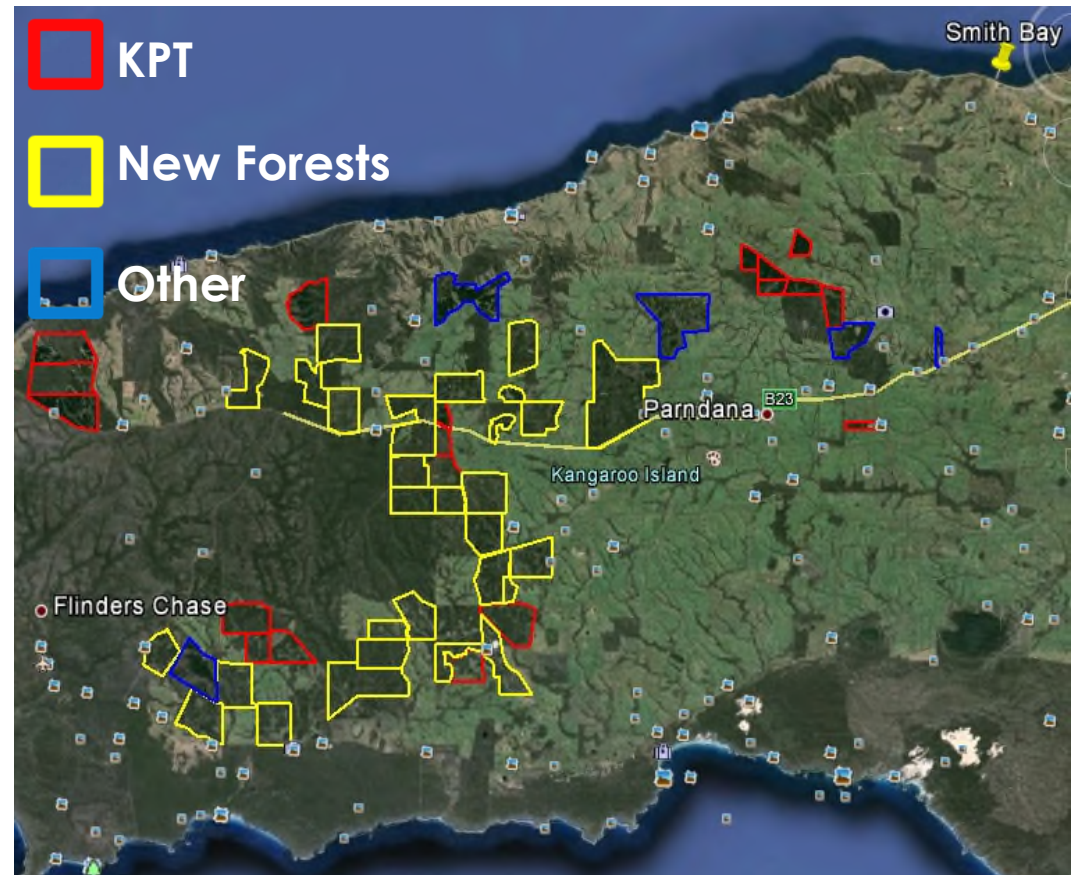 Smith Bay
KPT
New Forests
Other
B23
Parndana
Kangaroo Island
Flinders Chase